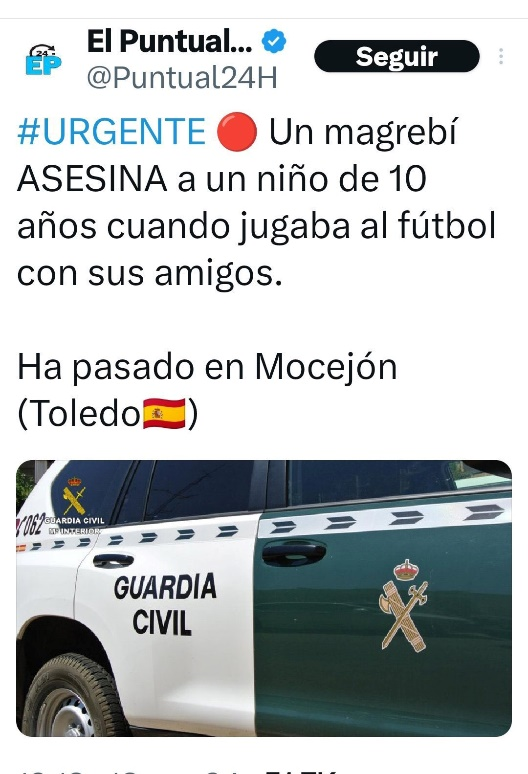 El Puntual...
@Puntual24H
Seguir
24
EP
#URGENTE 🔴 Un magrebí
ASESINA a un niño de 10
años cuando jugaba al fútbol
con sus amigos.
Ha pasado en Mocejón
(Toledo🇪🇸)
062
GUARDIA CIVIL
Mº INTERIOR
GUARDIA
CIVIL